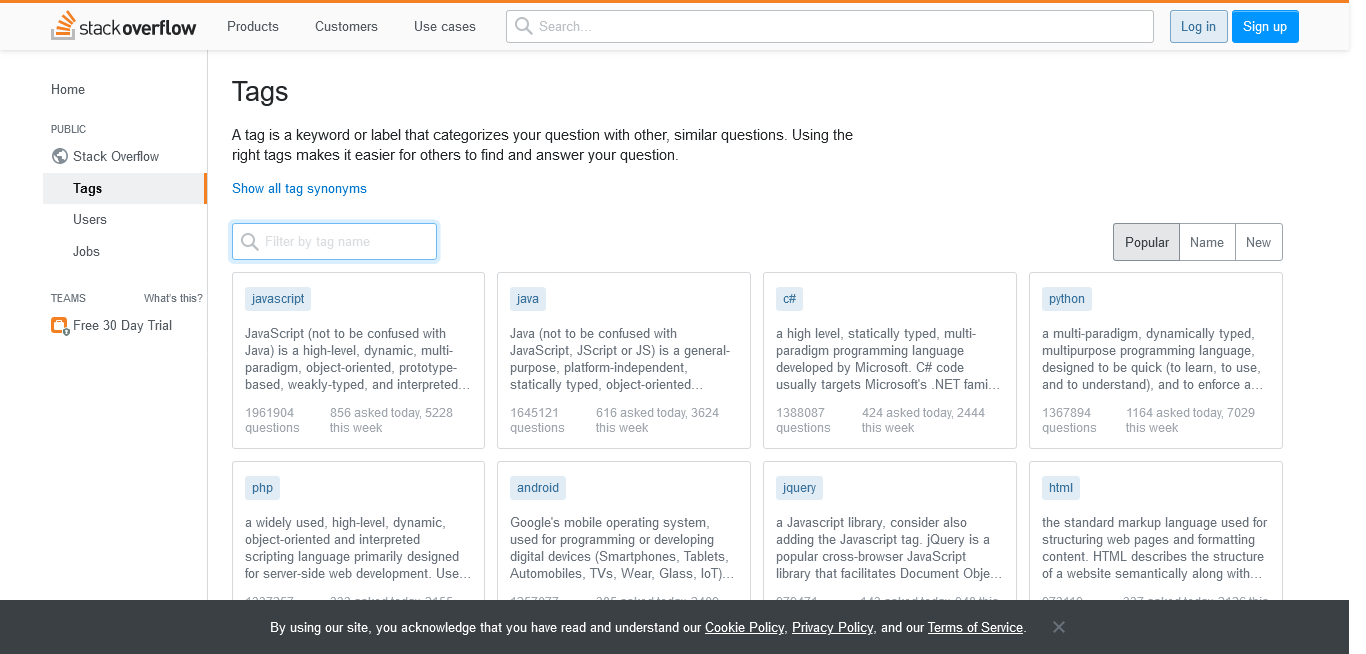 stackoverflow
Products
Customers
Use cases
Search...
Log in
Sign up
Home
PUBLIC
Stack Overflow
Tags
Users
Jobs
TEAMS
What's this?
Free 30 Day Trial
Tags
A tag is a keyword or label that categorizes your question with other, similar questions. Using the
right tags makes it easier for others to find and answer your question.
Show all tag synonyms
Filter by tag name
Popular
Name
New
javascript
JavaScript (not to be confused with
Java) is a high-level, dynamic, multi-
paradigm, object-oriented, prototype-
based, weakly-typed, and interpreted...
1961904
questions
856 asked today, 5228
this week
java
Java (not to be confused with
JavaScript, JScript or JS) is a general-
purpose, platform-independent,
statically typed, object-oriented...
1645121
questions
616 asked today, 3624
this week
c#
a high level, statically typed, multi-
paradigm programming language
developed by Microsoft. C# code
usually targets Microsoft's .NET fami...
1388087
questions
424 asked today, 2444
this week
python
a multi-paradigm, dynamically typed,
multipurpose programming language,
designed to be quick (to learn, to use,
and to understand), and to enforce a...
1367894
questions
1164 asked today, 7029
this week
php
a widely used, high-level, dynamic,
object-oriented and interpreted
scripting language primarily designed
for server-side web development. Use...
android
Google's mobile operating system,
used for programming or developing
digital devices (Smartphones, Tablets,
Automobiles, TVs, Wear, Glass, IoT)...
jquery
a Javascript library, consider also
adding the Javascript tag. jQuery is a
popular cross-browser JavaScript
library that facilitates Document Obje...
html
the standard markup language used for
structuring web pages and formatting
content. HTML describes the structure
of a website semantically along with...
By using our site, you acknowledge that you have read and understand our Cookie Policy, Privacy Policy, and our Terms of Service.